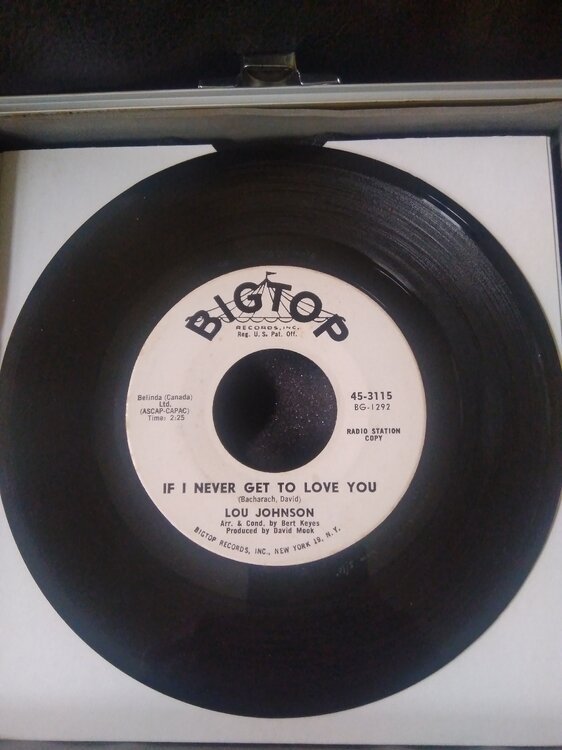 BIGTOP
RECORDS, INC.
Reg. U. S. Pat. Off.
Belinda (Canada)
Ltd.
(ASCAP-CAPAC)
Time: 2:25
45-3115
BG-1292
RADIO STATION
COPY
IF I NEVER GET TO LOVE YOU
(Bacharach, David)
LOU JOHNSON
Arr. & Cond. by Bert Keyes
Produced by David Mook
BIGTOP RECORDS, INC., NEW YORK 19, N. Y.